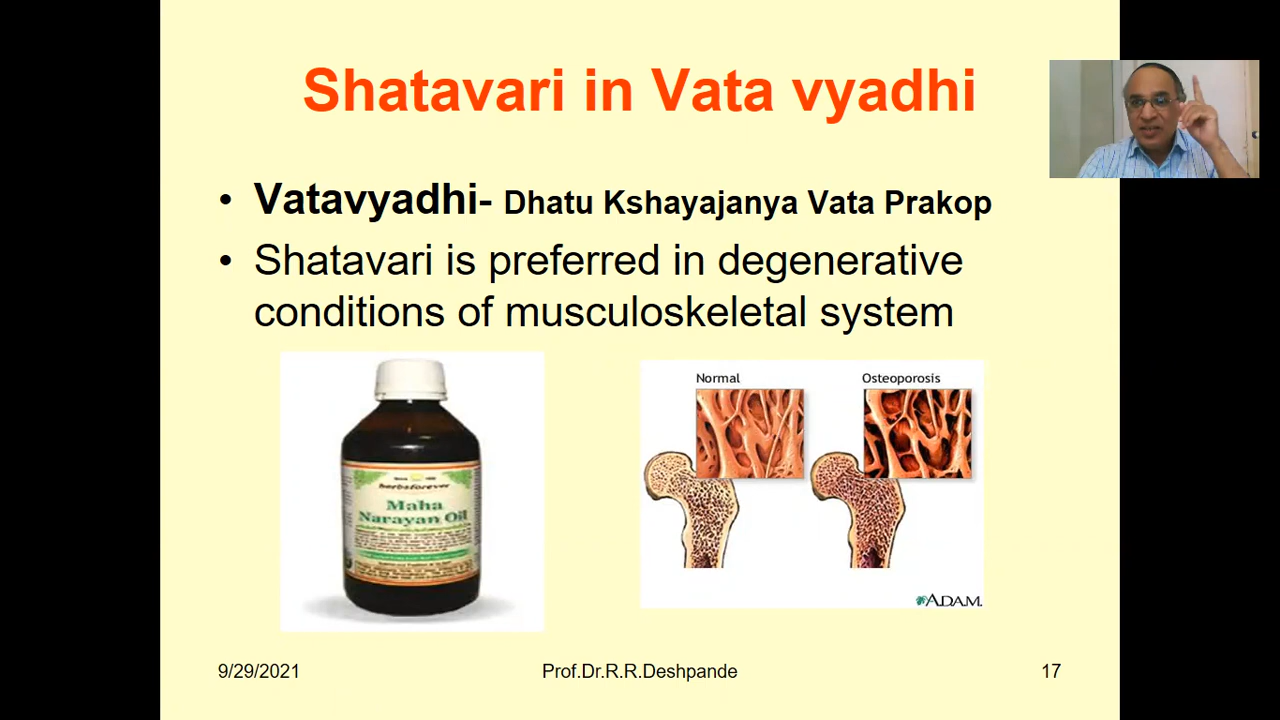 Shatavari in Vata vyadhi
• Vatavyadhi- Dhatu Kshayajanya Vata Prakop
• Shatavari is preferred in degenerative
conditions of musculoskeletal system
herbsforever
Maha
Narayan Oil
Normal
Osteoporosis
ADAM.
9/29/2021
Prof.Dr.R.R.Deshpande
17